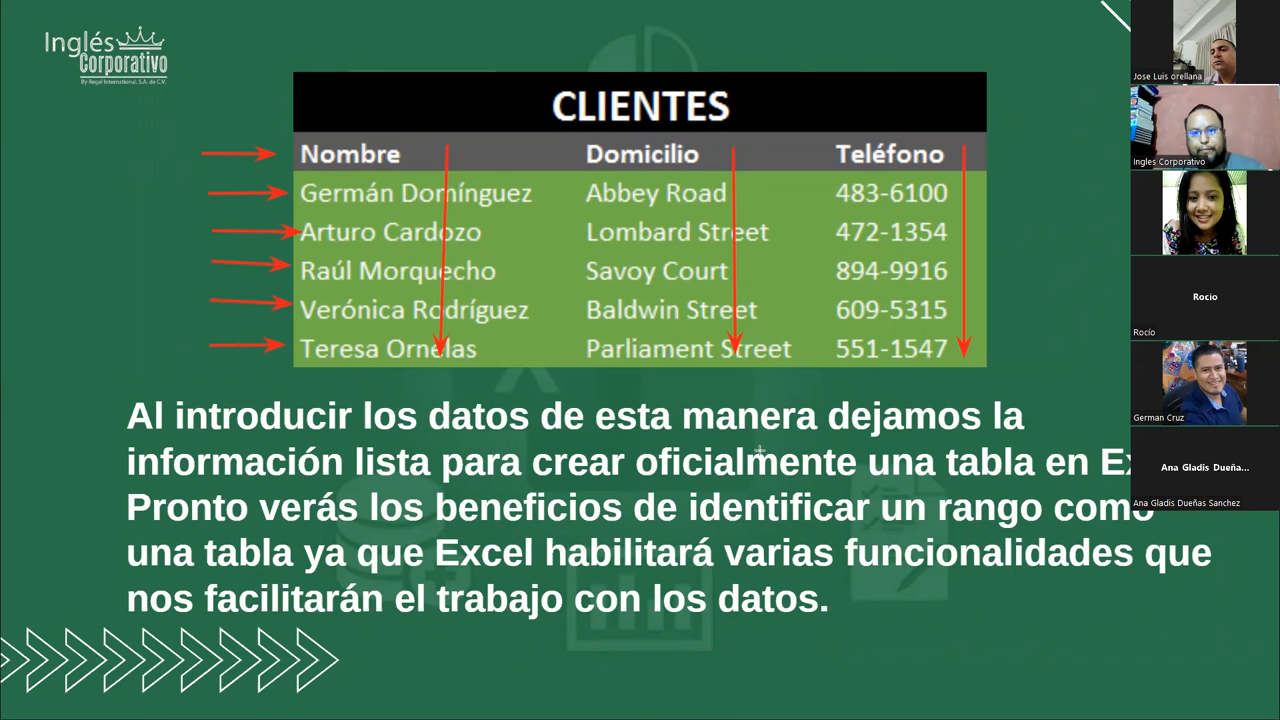 Inglés
Corporativo
By Regal International, S.A. de C.V.
CLIENTES
Nombre Domicilio Teléfono
Germán Domínguez Abbey Road 483-6100
Arturo Cardozo Lombard Street 472-1354
Raúl Morquecho Savoy Court 894-9916
Verónica Rodríguez Baldwin Street 609-5315
Teresa Ornelas Parliament Street 551-1547
Al introducir los datos de esta manera dejamos la
información lista para crear oficialmente una tabla en
Pronto verás los beneficios de identificar un rango como
una tabla ya que Excel habilitará varias funcionalidades que
nos facilitarán el trabajo con los datos.
Jose Luis orellana
Ingles Corporativo
Rocio
Rocío
German Cruz
Ana Gladis Dueña...
Ana Gladis Dueñas Sanchez